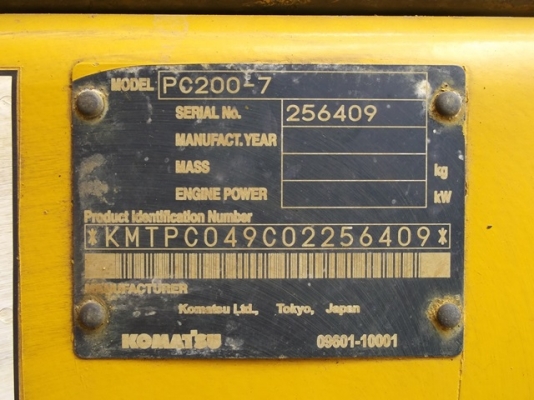 MODEL PC200-7
SERIAL No. 256409
MANUFACT. YEAR
MASS kg
ENGINE POWER kW
Product Identification Number
*KMTPC049C02256409*
MANUFACTURER
Komatsu Ltd., Tokyo, Japan
KOMATSU 09601-10001